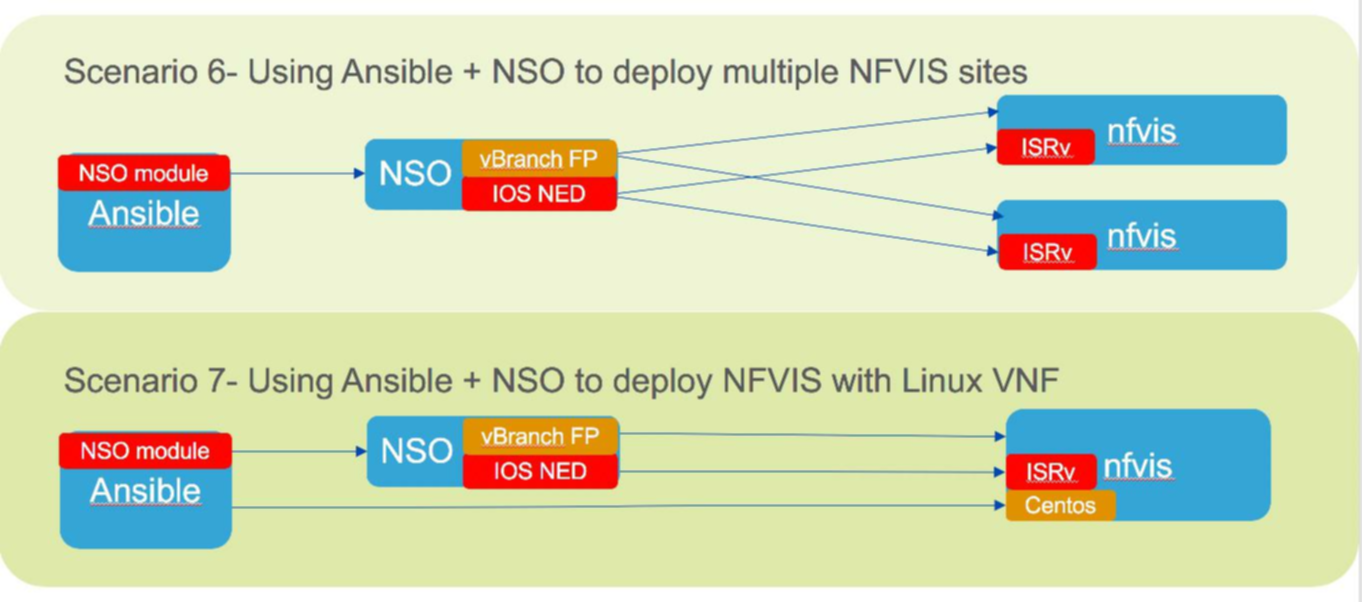 Scenario 6- Using Ansible + NSO to deploy multiple NFVIS sites
NSO module
Ansible
NSO
vBranch FP
IOS NED
nfvis
ISRv
nfvis
ISRv
Scenario 7- Using Ansible + NSO to deploy NFVIS with Linux VNF
NSO module
Ansible
NSO
vBranch FP
IOS NED
nfvis
ISRv
Centos